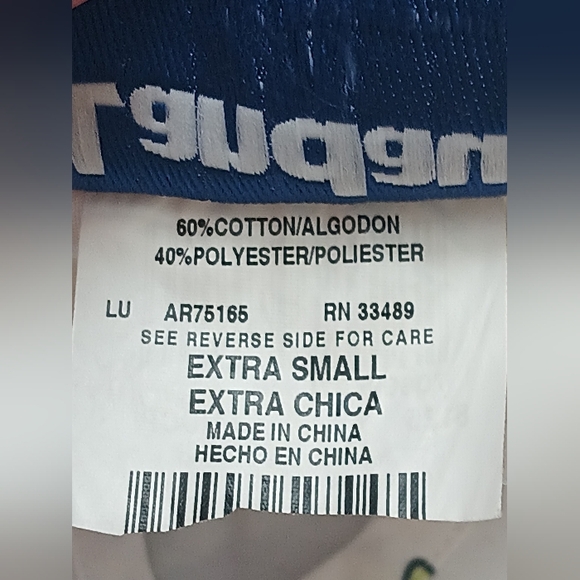 60%COTTON/ALGODON
40%POLYESTER/POLIESTER
LU AR75165 RN 33489
SEE REVERSE SIDE FOR CARE
EXTRA SMALL
EXTRA CHICA
MADE IN CHINA
HECHO EN CHINA